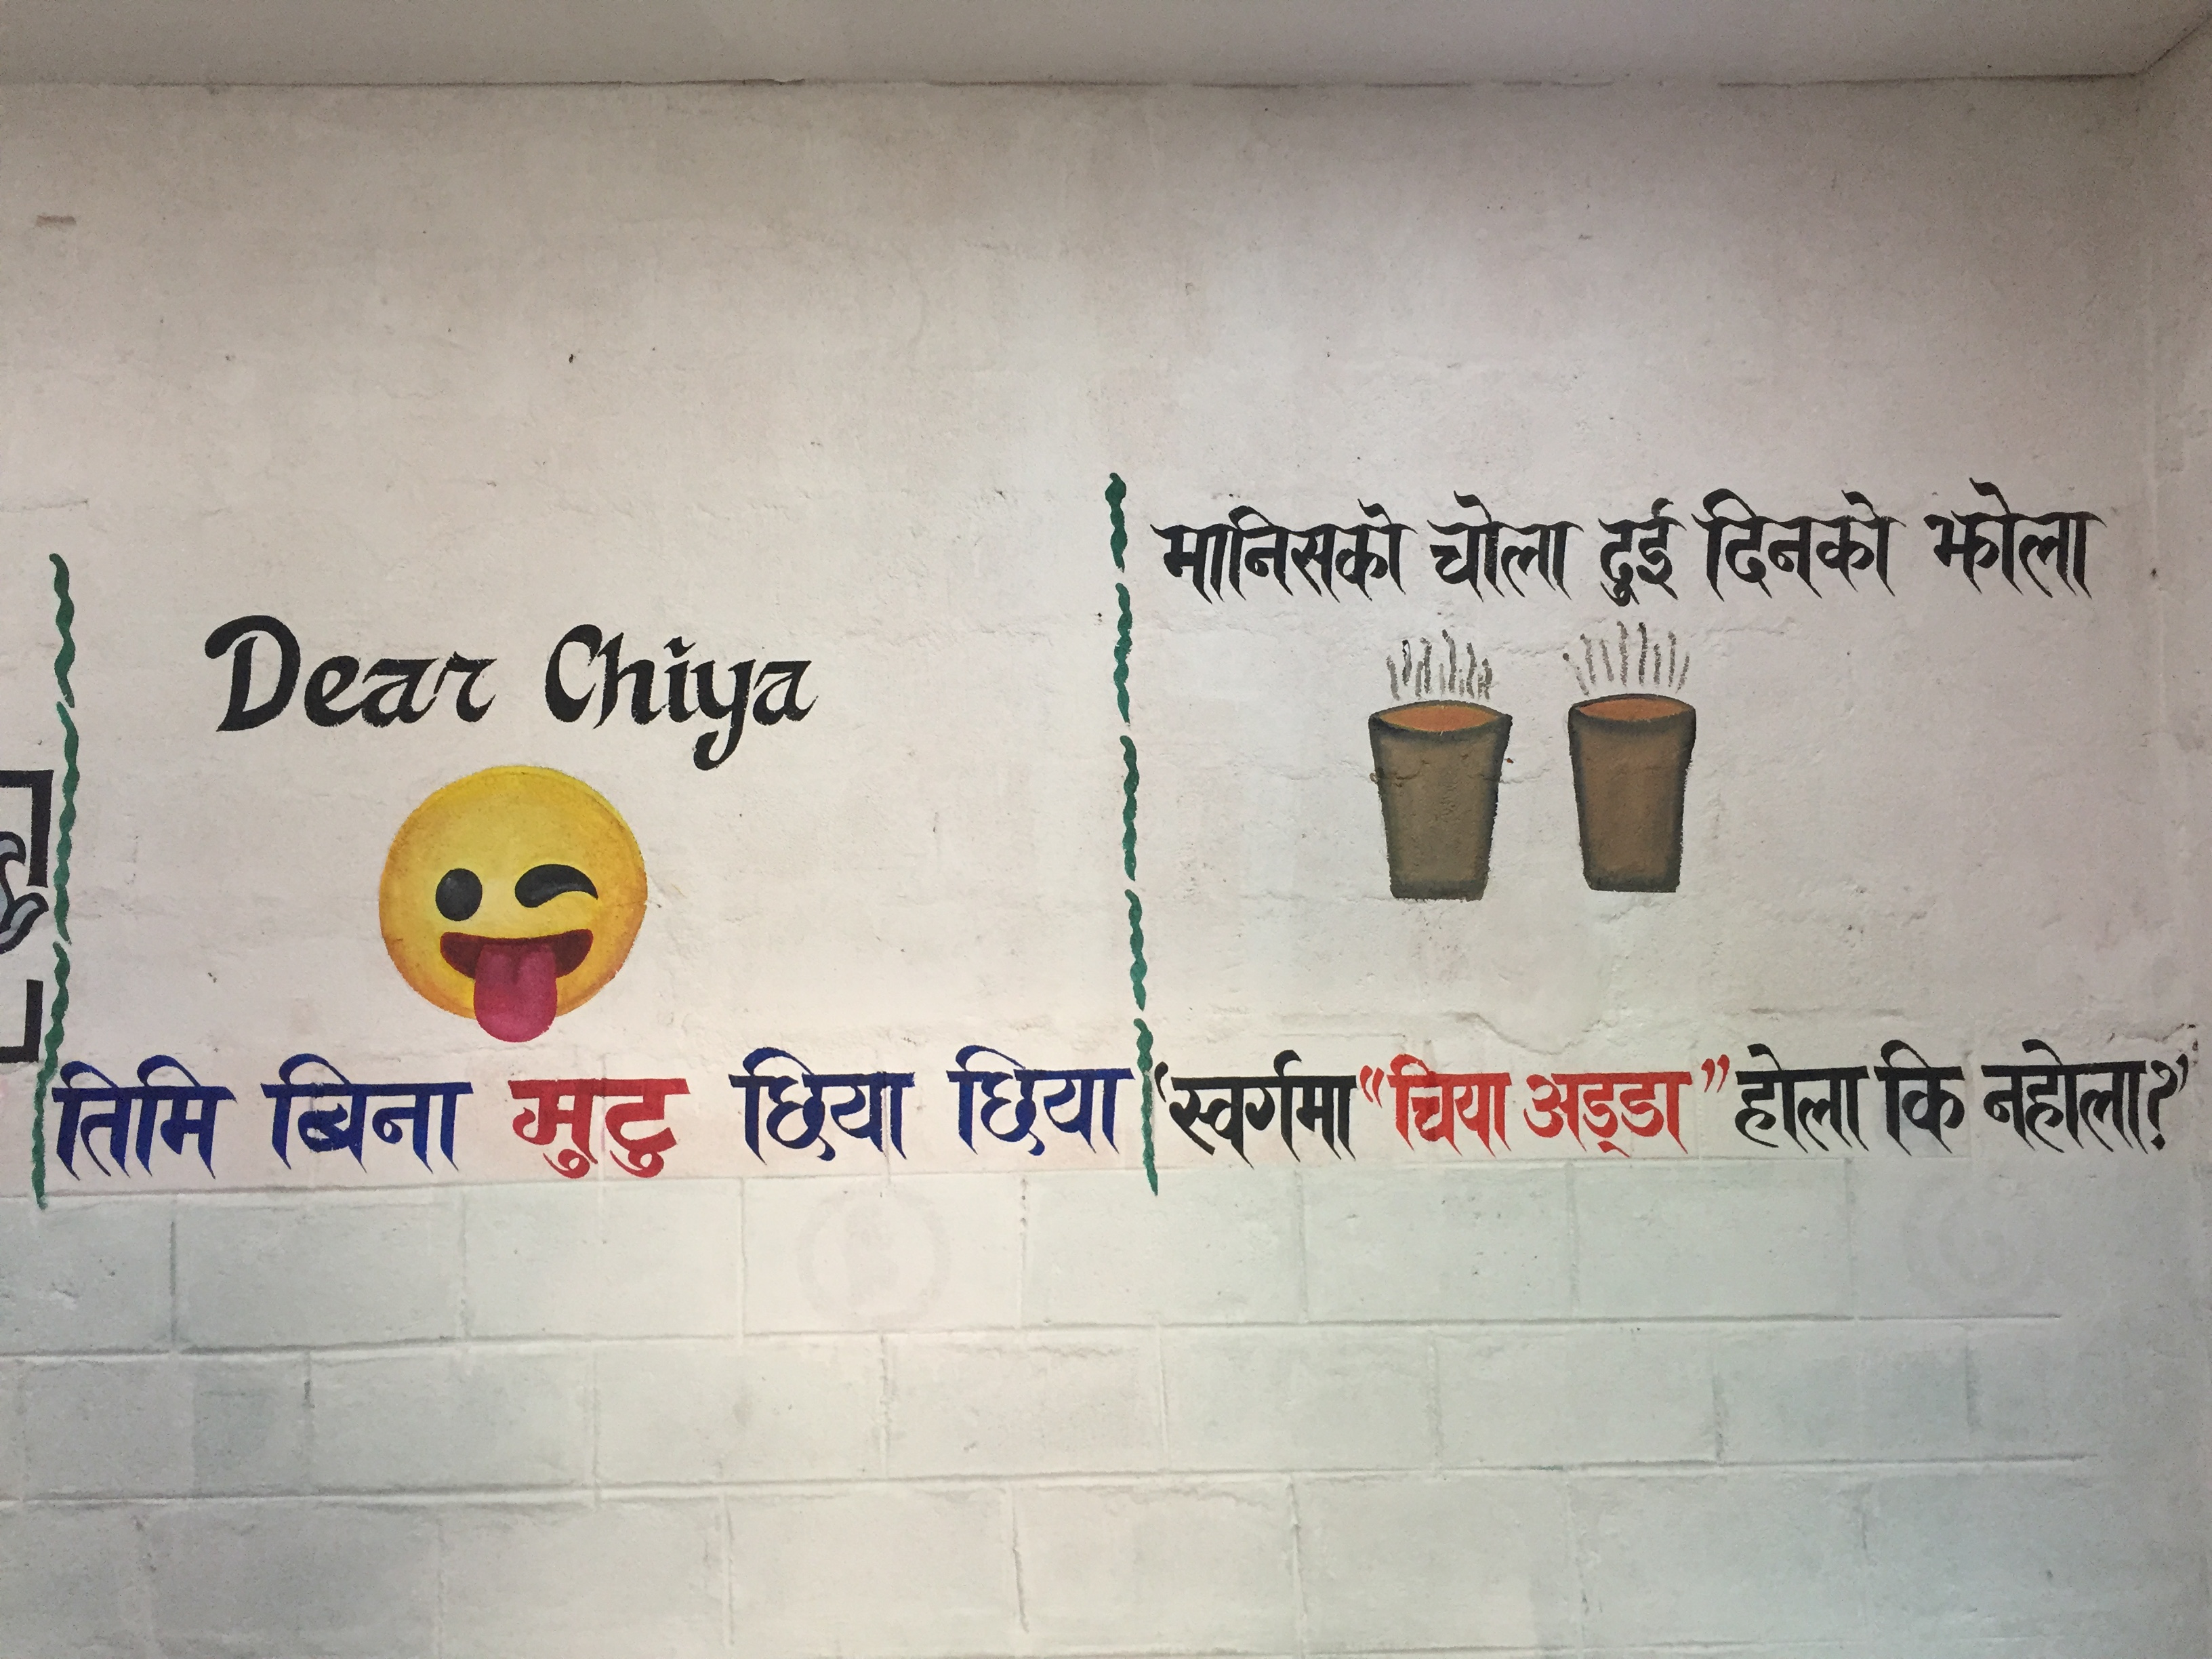 Dear Chiya
तिमि बिना मुटु छिया छिया
मानिसको चोला दुई दिनको झोला
‘स्वर्गमा “चिया अड्डा” होला कि नहोला?’